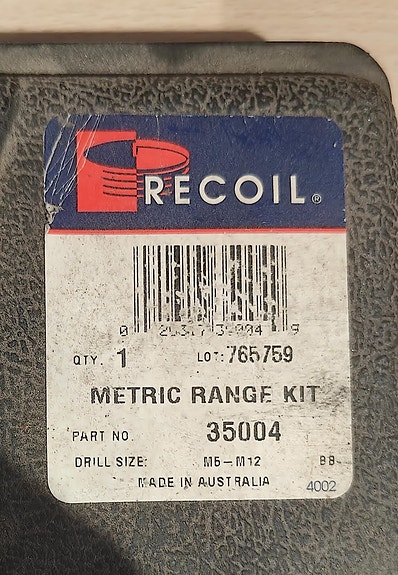 RECOIL®
QTY. 1 LOT: 765759
METRIC RANGE KIT
PART NO 35004
DRILL SIZE: M5-M12 BB
MADE IN AUSTRALIA
4002